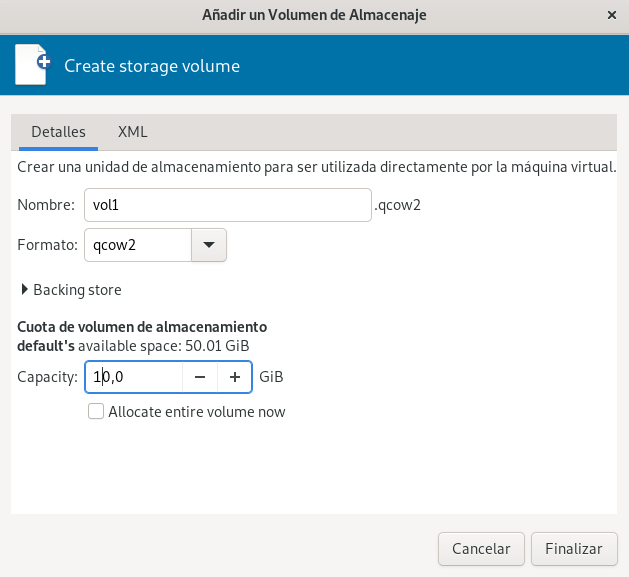 Añadir un Volumen de Almacenaje ×
Create storage volume
Detalles XML
Crear una unidad de almacenamiento para ser utilizada directamente por la máquina virtual.
Nombre: vol1 .qcow2
Formato: qcow2
Backing store
Cuota de volumen de almacenamiento
default's available space: 50.01 GiB
Capacity: 10,0 − + GiB
Allocate entire volume now
Cancelar Finalizar